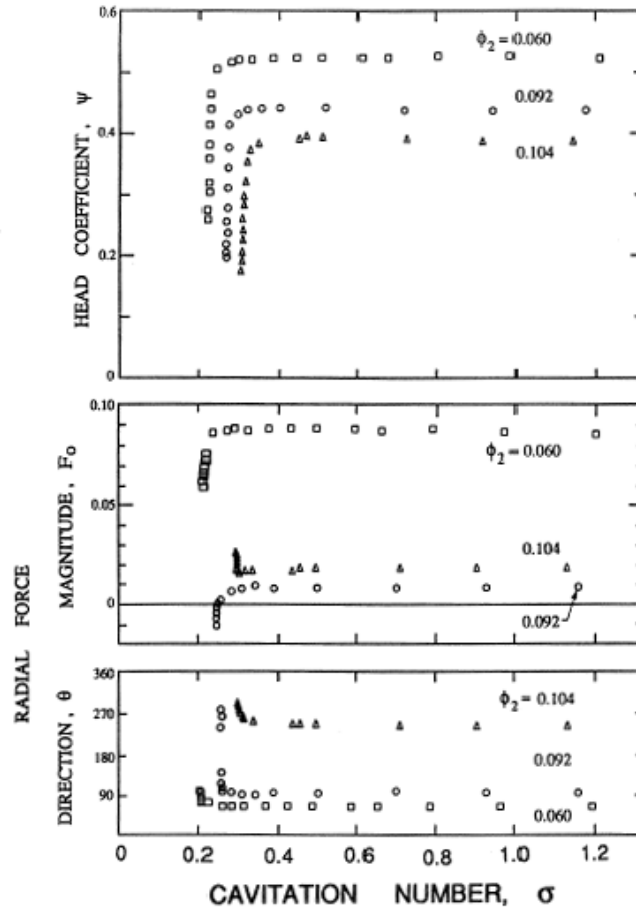 0.6
0.4
0.2
0
HEAD COEFFICIENT, ψ
ϕ₂ = 0.060
0.092
0.104
0.10
0.05
0
RADIAL FORCE
MAGNITUDE, F₀
ϕ₂ = 0.060
0.104
0.092
360
270
180
90
DIRECTION, θ
ϕ₂ = 0.104
0.092
0.060
0 0.2 0.4 0.6 0.8 1.0 1.2
CAVITATION NUMBER, σ